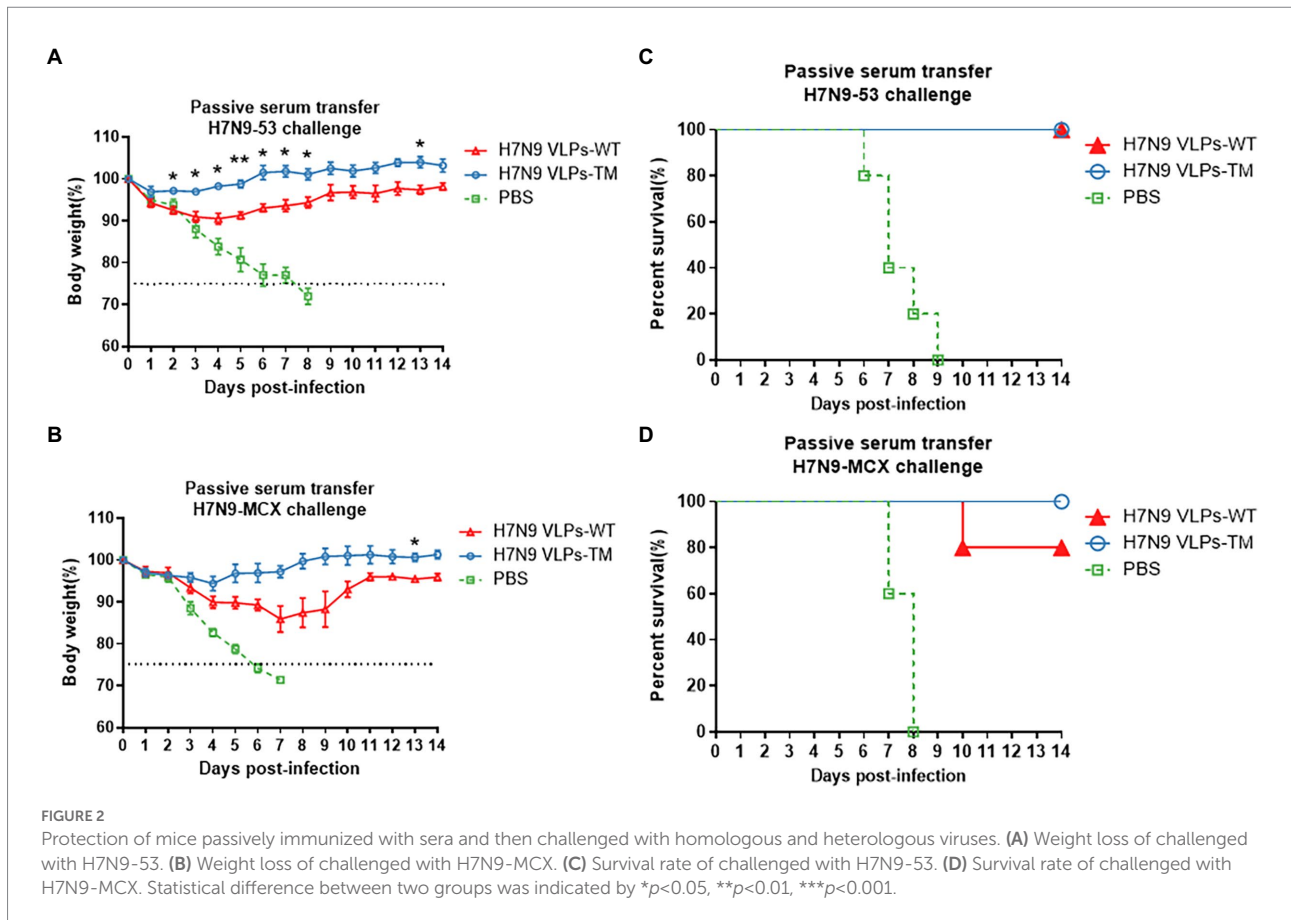 A
Passive serum transfer
H7N9-53 challenge
110
100
90
80
70
60
Body weight(%)
* * * ** * * * *
0 1 2 3 4 5 6 7 8 9 10 11 12 13 14
Days post-infection
H7N9 VLPs-WT
H7N9 VLPs-TM
PBS
C
Passive serum transfer
H7N9-53 challenge
100
80
60
40
20
0
Percent survival(%)
0 1 2 3 4 5 6 7 8 9 10 11 12 13 14
Days post-infection
H7N9 VLPs-WT
H7N9 VLPs-TM
PBS
B
Passive serum transfer
H7N9-MCX challenge
110
100
90
80
70
60
Body weight(%)
*
0 1 2 3 4 5 6 7 8 9 10 11 12 13 14
Days post-infection
H7N9 VLPs-WT
H7N9 VLPs-TM
PBS
D
Passive serum transfer
H7N9-MCX challenge
100
80
60
40
20
0
Percent survival(%)
0 1 2 3 4 5 6 7 8 9 10 11 12 13 14
Days post-infection
H7N9 VLPs-WT
H7N9 VLPs-TM
PBS
FIGURE 2
Protection of mice passively immunized with sera and then challenged with homologous and heterologous viruses. (A) Weight loss of challenged
with H7N9-53. (B) Weight loss of challenged with H7N9-MCX. (C) Survival rate of challenged with H7N9-53. (D) Survival rate of challenged with
H7N9-MCX. Statistical difference between two groups was indicated by *p<0.05, **p<0.01, ***p<0.001.